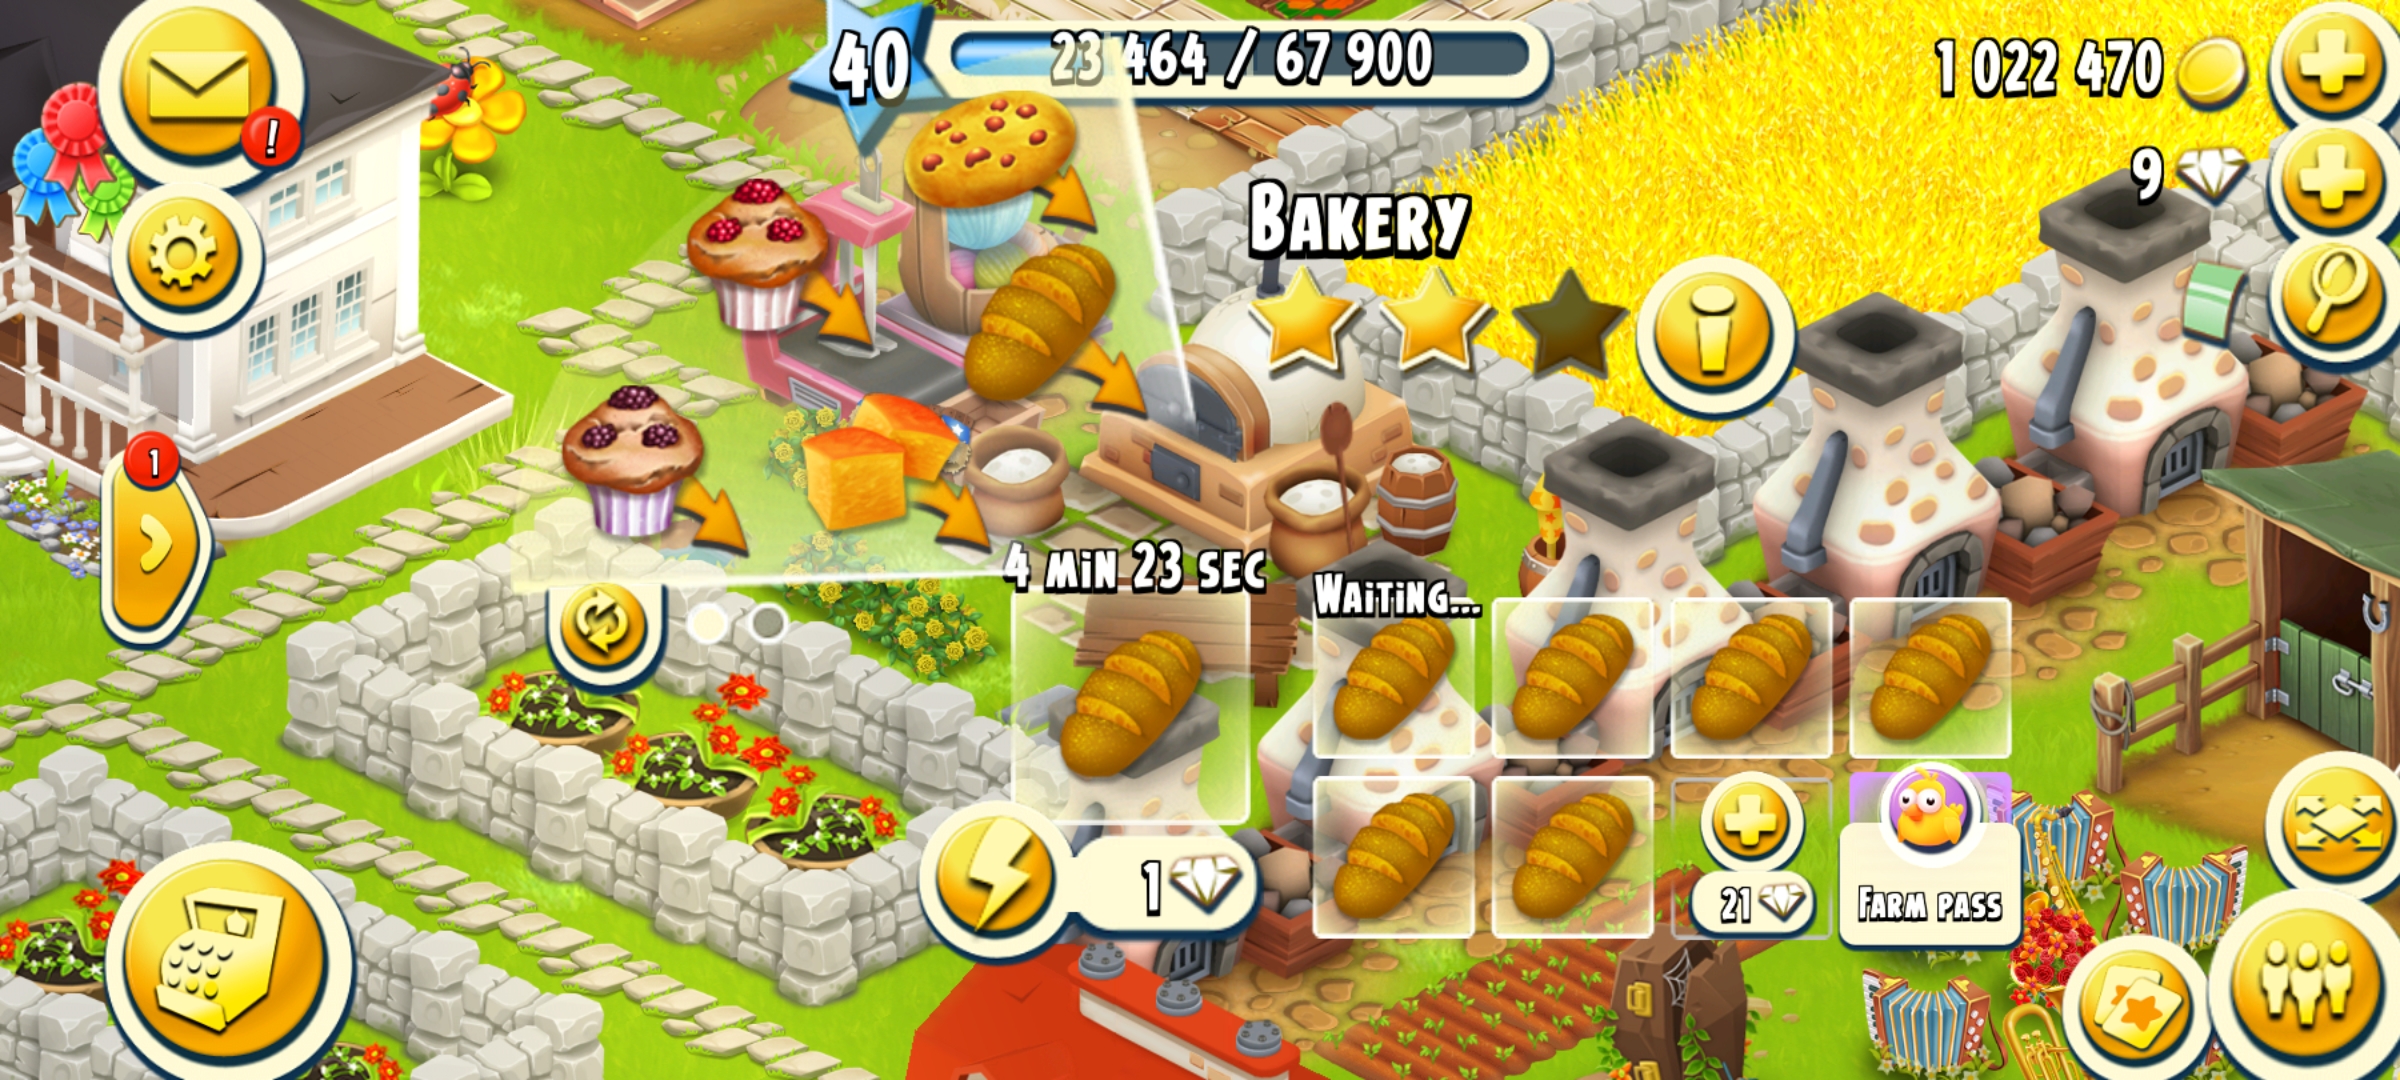 40
23 464 / 67 900
1 022 470
9
!
BAKERY
1
4 MIN 23 SEC
WAITING...
1
21
FARM PASS